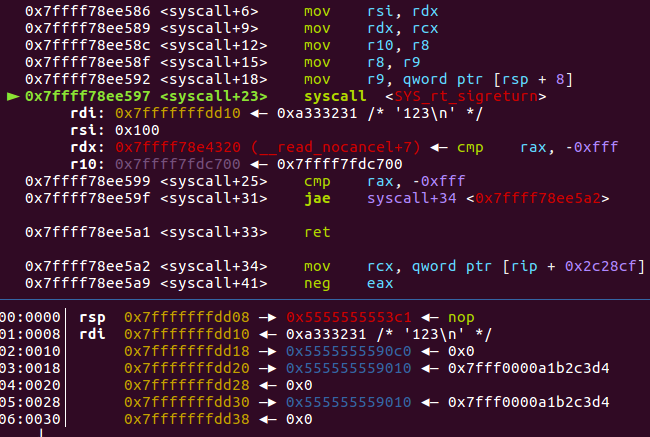 0x7ffff78ee586 <syscall+6> mov rsi, rdx
0x7ffff78ee589 <syscall+9> mov rdx, rcx
0x7ffff78ee58c <syscall+12> mov r10, r8
0x7ffff78ee58f <syscall+15> mov r8, r9
0x7ffff78ee592 <syscall+18> mov r9, qword ptr [rsp + 8]
► 0x7ffff78ee597 <syscall+23> syscall <SYS_rt_sigreturn>
rdi: 0x7fffffffdd10 ◄— 0xa333231 /* '123\n' */
rsi: 0x100
rdx: 0x7ffff78e4320 (__read_nocancel+7) ◄— cmp rax, -0xfff
r10: 0x7ffff7fdc700 ◄— 0x7ffff7fdc700
0x7ffff78ee599 <syscall+25> cmp rax, -0xfff
0x7ffff78ee59f <syscall+31> jae syscall+34 <0x7ffff78ee5a2>
0x7ffff78ee5a1 <syscall+33> ret
0x7ffff78ee5a2 <syscall+34> mov rcx, qword ptr [rip + 0x2c28cf]
0x7ffff78ee5a9 <syscall+41> neg eax
00:0000│ rsp 0x7fffffffdd08 —► 0x5555555553c1 ◄— nop
01:0008│ rdi 0x7fffffffdd10 ◄— 0xa333231 /* '123\n' */
02:0010│ 0x7fffffffdd18 —► 0x5555555590c0 ◄— 0x0
03:0018│ 0x7fffffffdd20 —► 0x555555559010 ◄— 0x7fff0000a1b2c3d4
04:0020│ 0x7fffffffdd28 ◄— 0x0
05:0028│ 0x7fffffffdd30 —► 0x555555559010 ◄— 0x7fff0000a1b2c3d4
06:0030│ 0x7fffffffdd38 ◄— 0x0